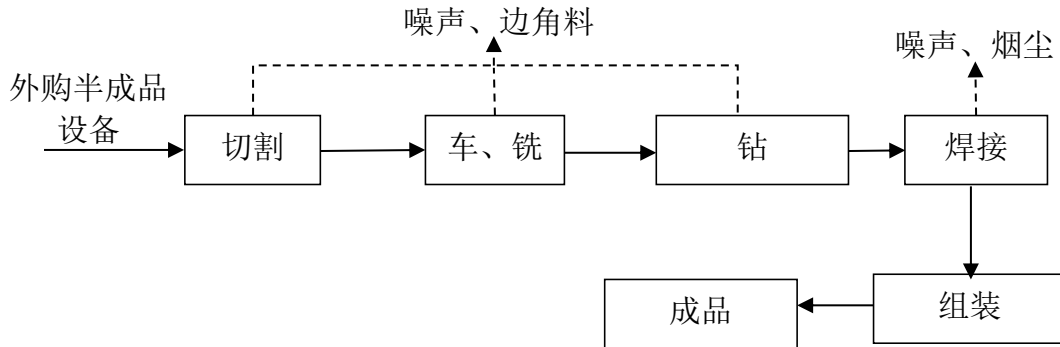 噪声、边角料
噪声、烟尘
外购半成品
设备
切割
车、铣
钻
焊接
组装
成品